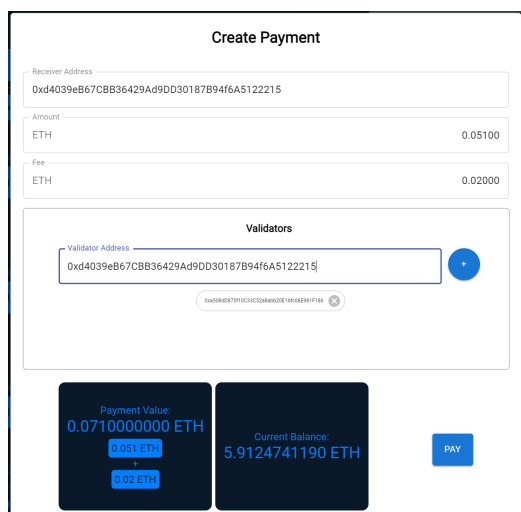 Create Payment
Receiver Address
0xd4039eB67CBB36429Ad9DD30187B94f6A5122215
Amount
ETH 0.05100
Fee
ETH 0.02000
Validators
Validator Address
0xd4039eB67CBB36429Ad9DD30187B94f6A5122215
+
Payment Value:
0.0710000000 ETH
0.051 ETH
+
0.02 ETH
Current Balance:
5.9124741190 ETH
PAY